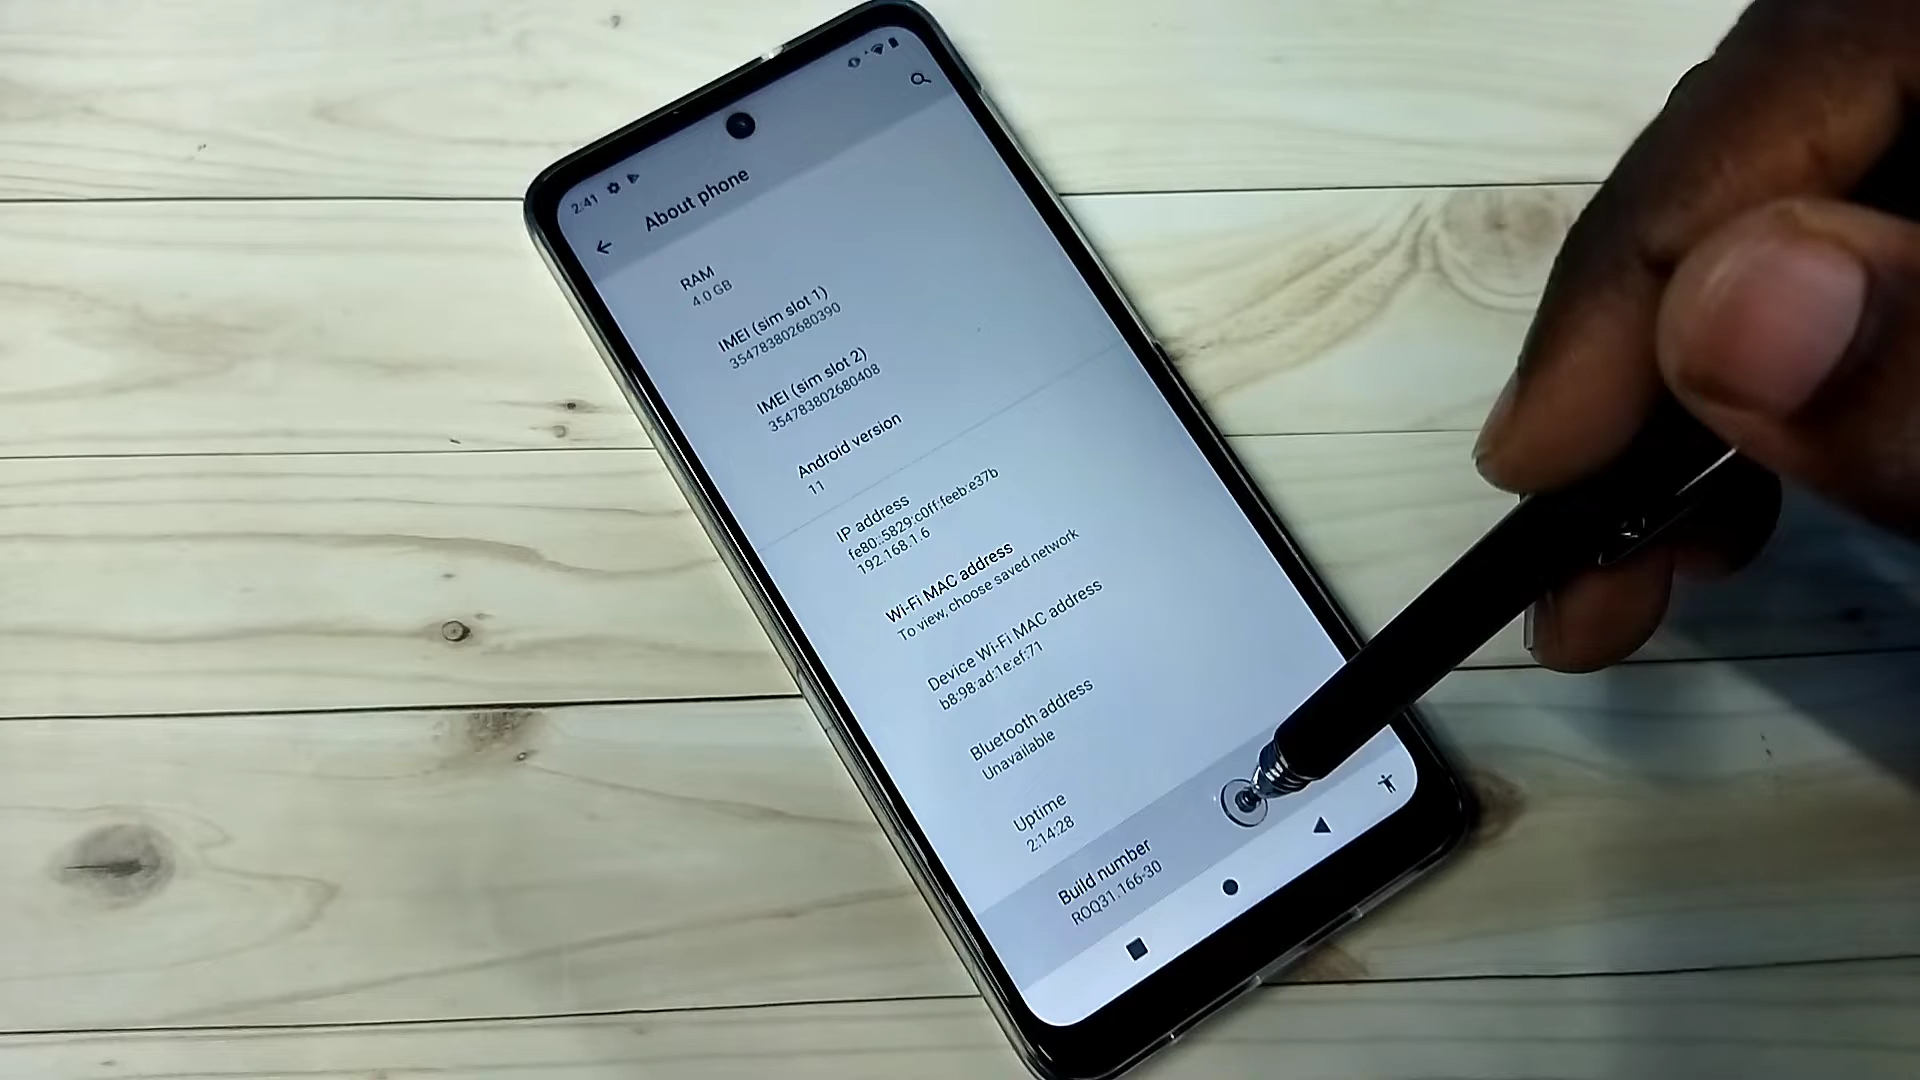 2:41
About phone
RAM
4.0 GB
IMEI (sim slot 1)
354783802680390
IMEI (sim slot 2)
354783802680408
Android version
11
IP address
fe80::5829:c0ff:feeb:e37b
192.168.1.6
Wi-Fi MAC address
To view, choose saved network
Device Wi-Fi MAC address
b8:98:ad:1e:ef:71
Bluetooth address
Unavailable
Uptime
2:14:28
Build number
ROQ31.166-30